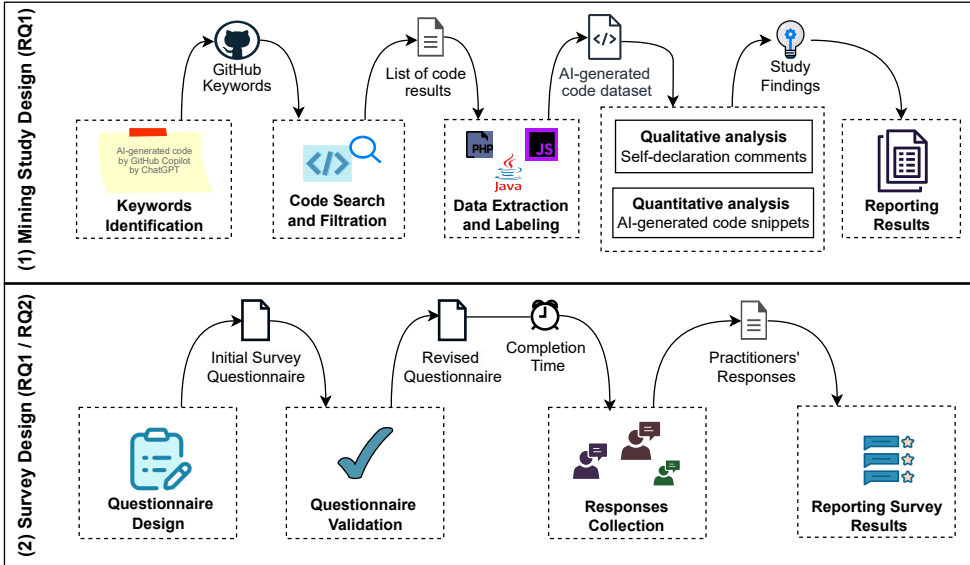 (1) Mining Study Design (RQ1)
GitHub
Keywords
List of code
results
AI-generated
code dataset
Study
Findings
AI-generated code
by GitHub Copilot
by ChatGPT
Keywords
Identification
Code Search
and Filtration
PHP
JS
Java
Data Extraction
and Labeling
Qualitative analysis
Self-declaration comments
Quantitative analysis
AI-generated code snippets
Reporting
Results
(2) Survey Design (RQ1 / RQ2)
Initial Survey
Questionnaire
Revised
Questionnaire
Completion
Time
Practitioners'
Responses
Questionnaire
Design
Questionnaire
Validation
Responses
Collection
Reporting Survey
Results